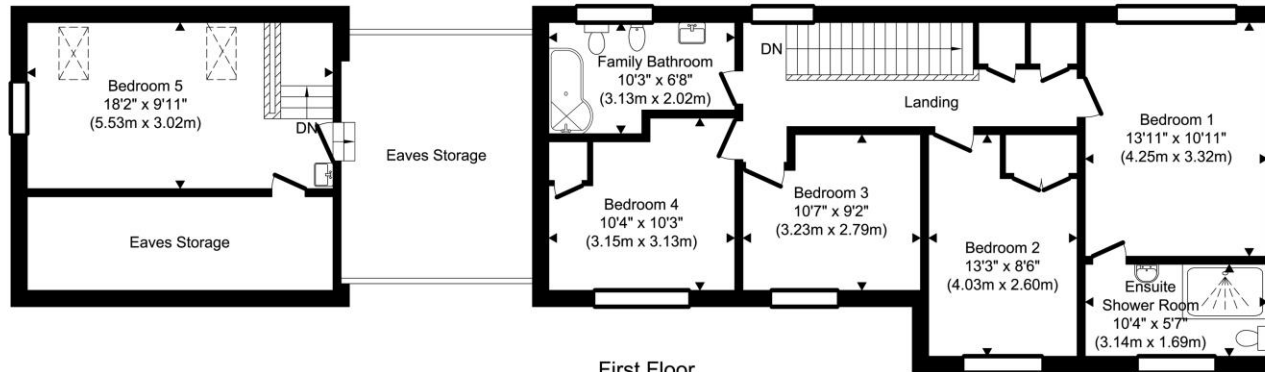 Bedroom 5
18'2" x 9'11"
(5.53m x 3.02m)
DN
Eaves Storage
Eaves Storage
Family Bathroom
10'3" x 6'8"
(3.13m x 2.02m)
DN
Landing
Bedroom 4
10'4" x 10'3"
(3.15m x 3.13m)
Bedroom 3
10'7" x 9'2"
(3.23m x 2.79m)
Bedroom 2
13'3" x 8'6"
(4.03m x 2.60m)
Bedroom 1
13'11" x 10'11"
(4.25m x 3.32m)
Ensuite
Shower Room
10'4" x 5'7"
(3.14m x 1.69m)
First Floor